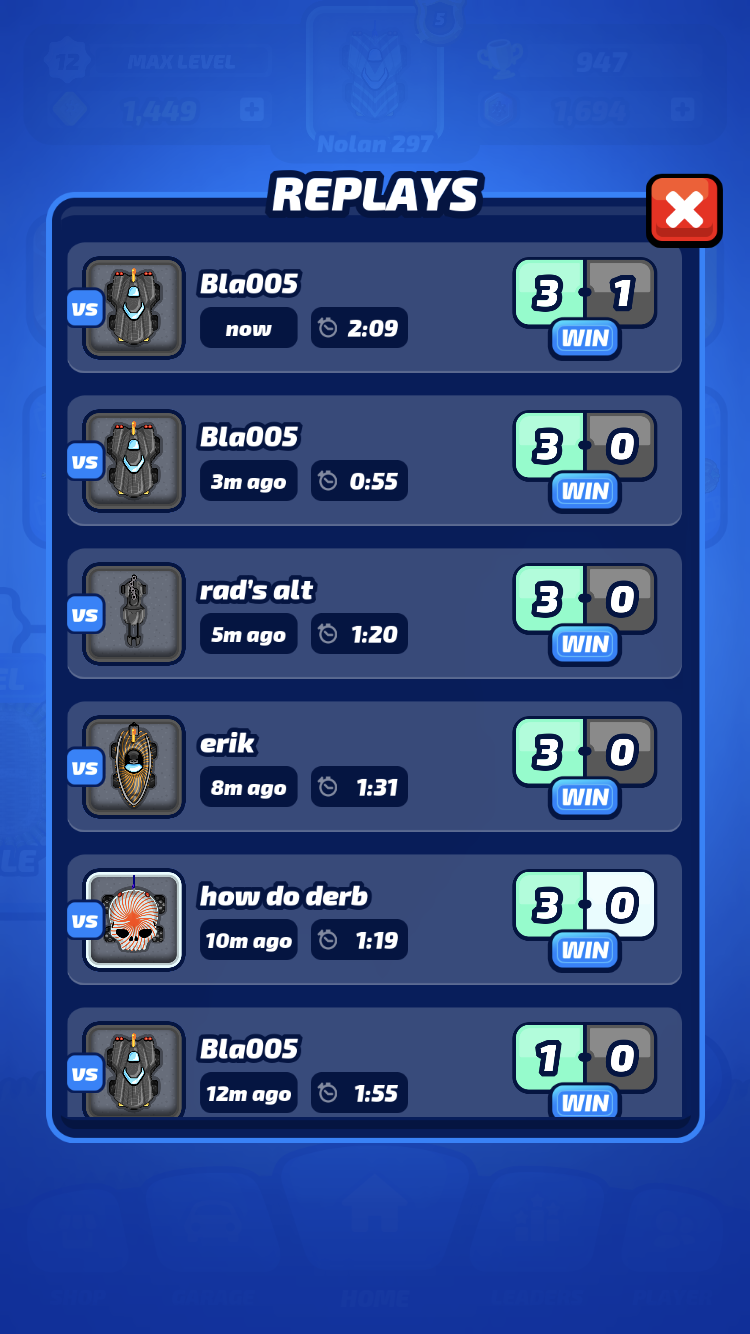 12 MAX LEVEL 5 947
1,449 1,694
Nolan 297
REPLAYS
Bla005 3 1
vs now 2:09 WIN
Bla005 3 0
vs 3m ago 0:55 WIN
rad's alt 3 0
vs 5m ago 1:20 WIN
erik 3 0
vs 8m ago 1:31 WIN
how do derb 3 0
vs 10m ago 1:19 WIN
Bla005 1 0
vs 12m ago 1:55 WIN
HOME